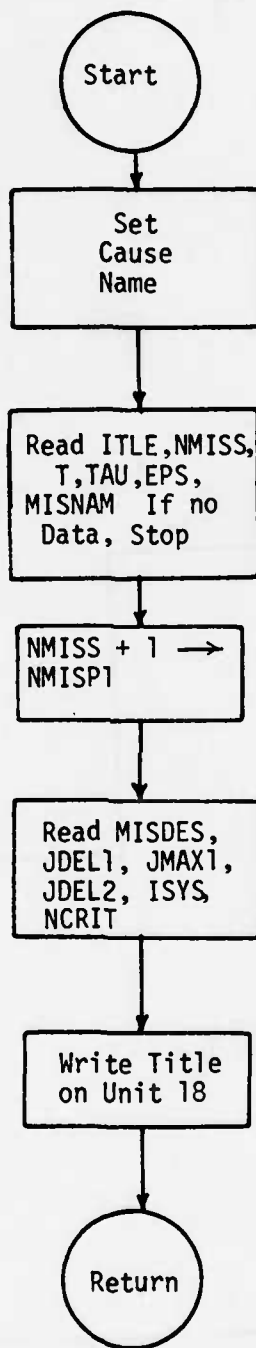 Start
Set
Cause
Name
Read ITLE,NMISS,
T,TAU,EPS,
MISNAM If no
Data, Stop
NMISS + 1 →
NMISP1
Read MISDES,
JDEL1, JMAX1,
JDEL2, ISYS,
NCRIT
Write Title
on Unit 18
Return